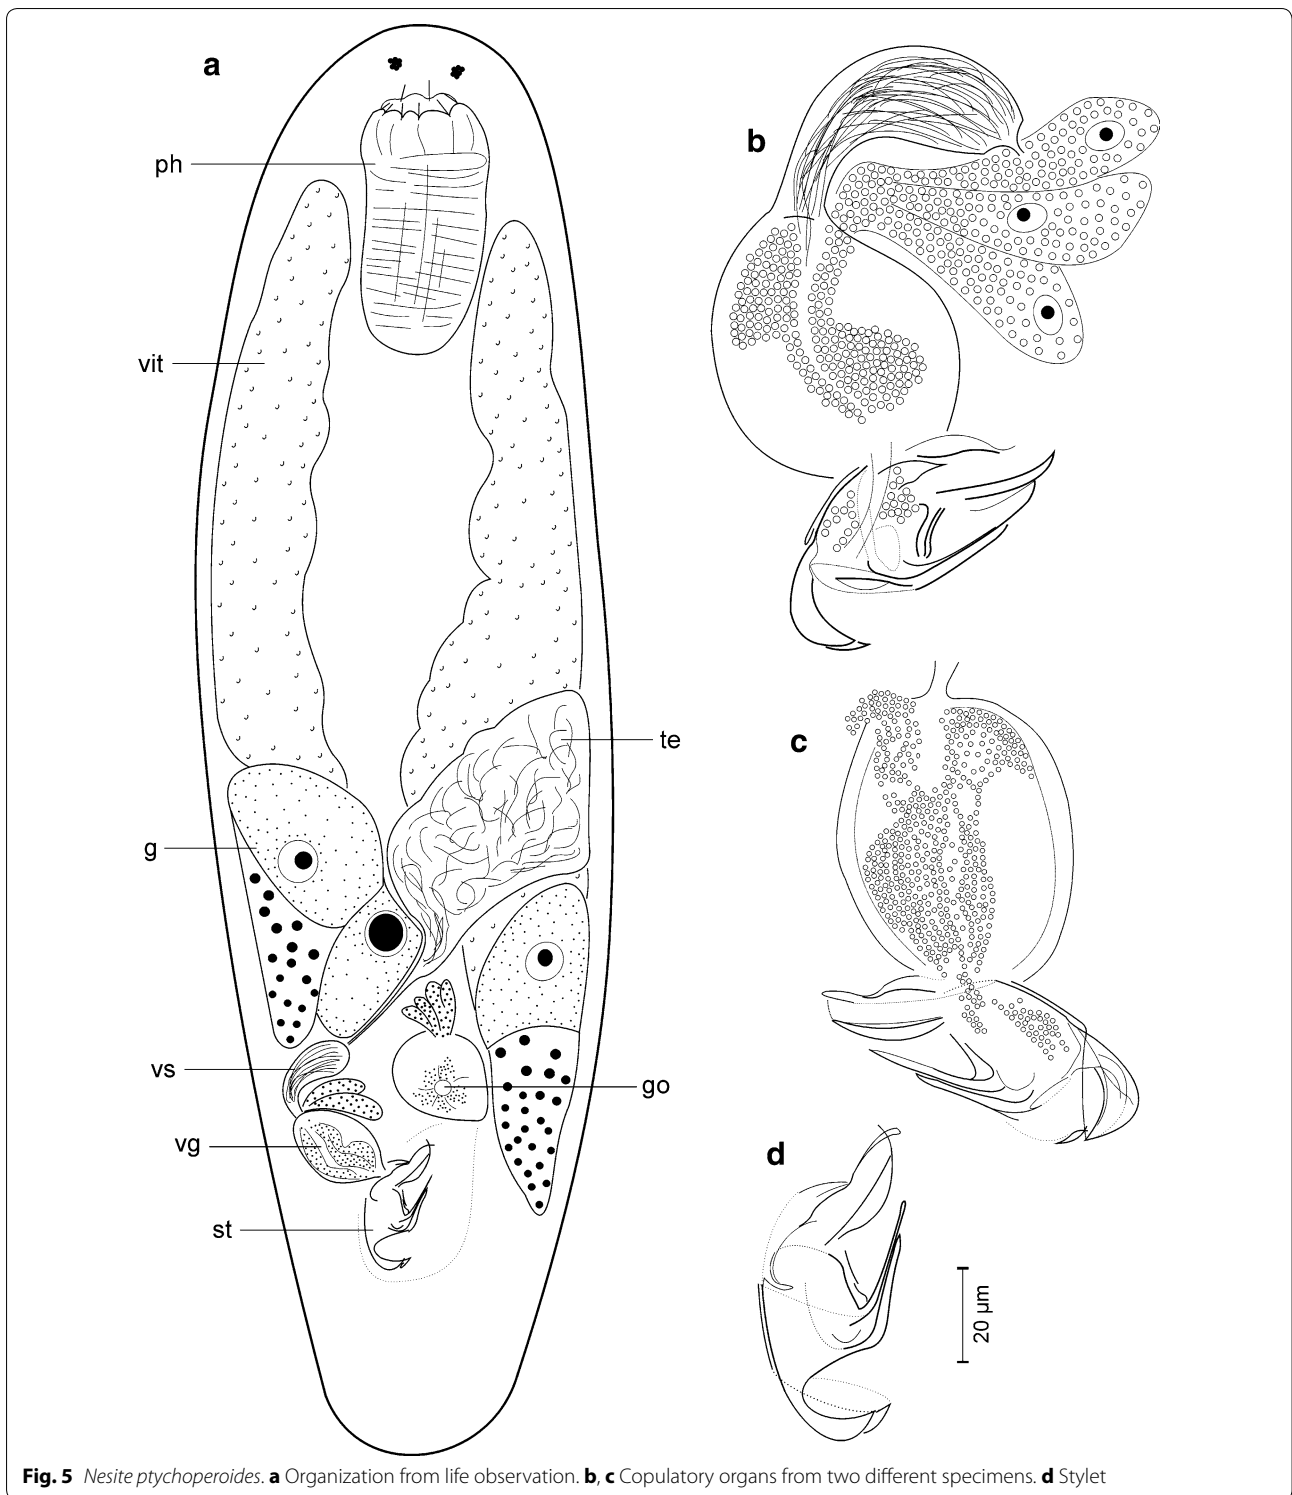 a
b
ph
vit
c
te
g
vs
go
vg
d
st
20 µm
Fig. 5 Nesite ptychoperoides. a Organization from life observation. b, c Copulatory organs from two different specimens. d Stylet